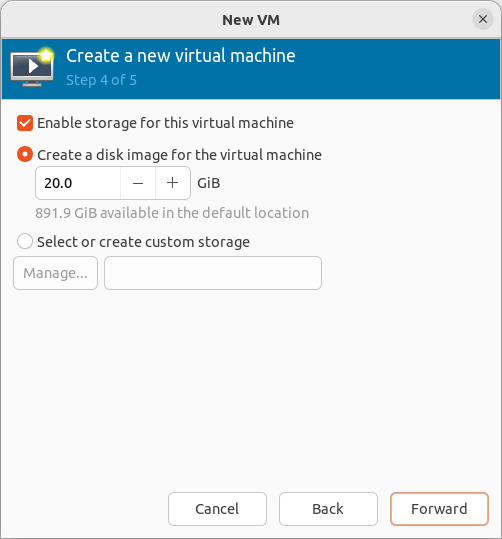 New VM
Create a new virtual machine
Step 4 of 5
Enable storage for this virtual machine
Create a disk image for the virtual machine
20.0 − + GiB
891.9 GiB available in the default location
Select or create custom storage
Manage...
Cancel Back Forward